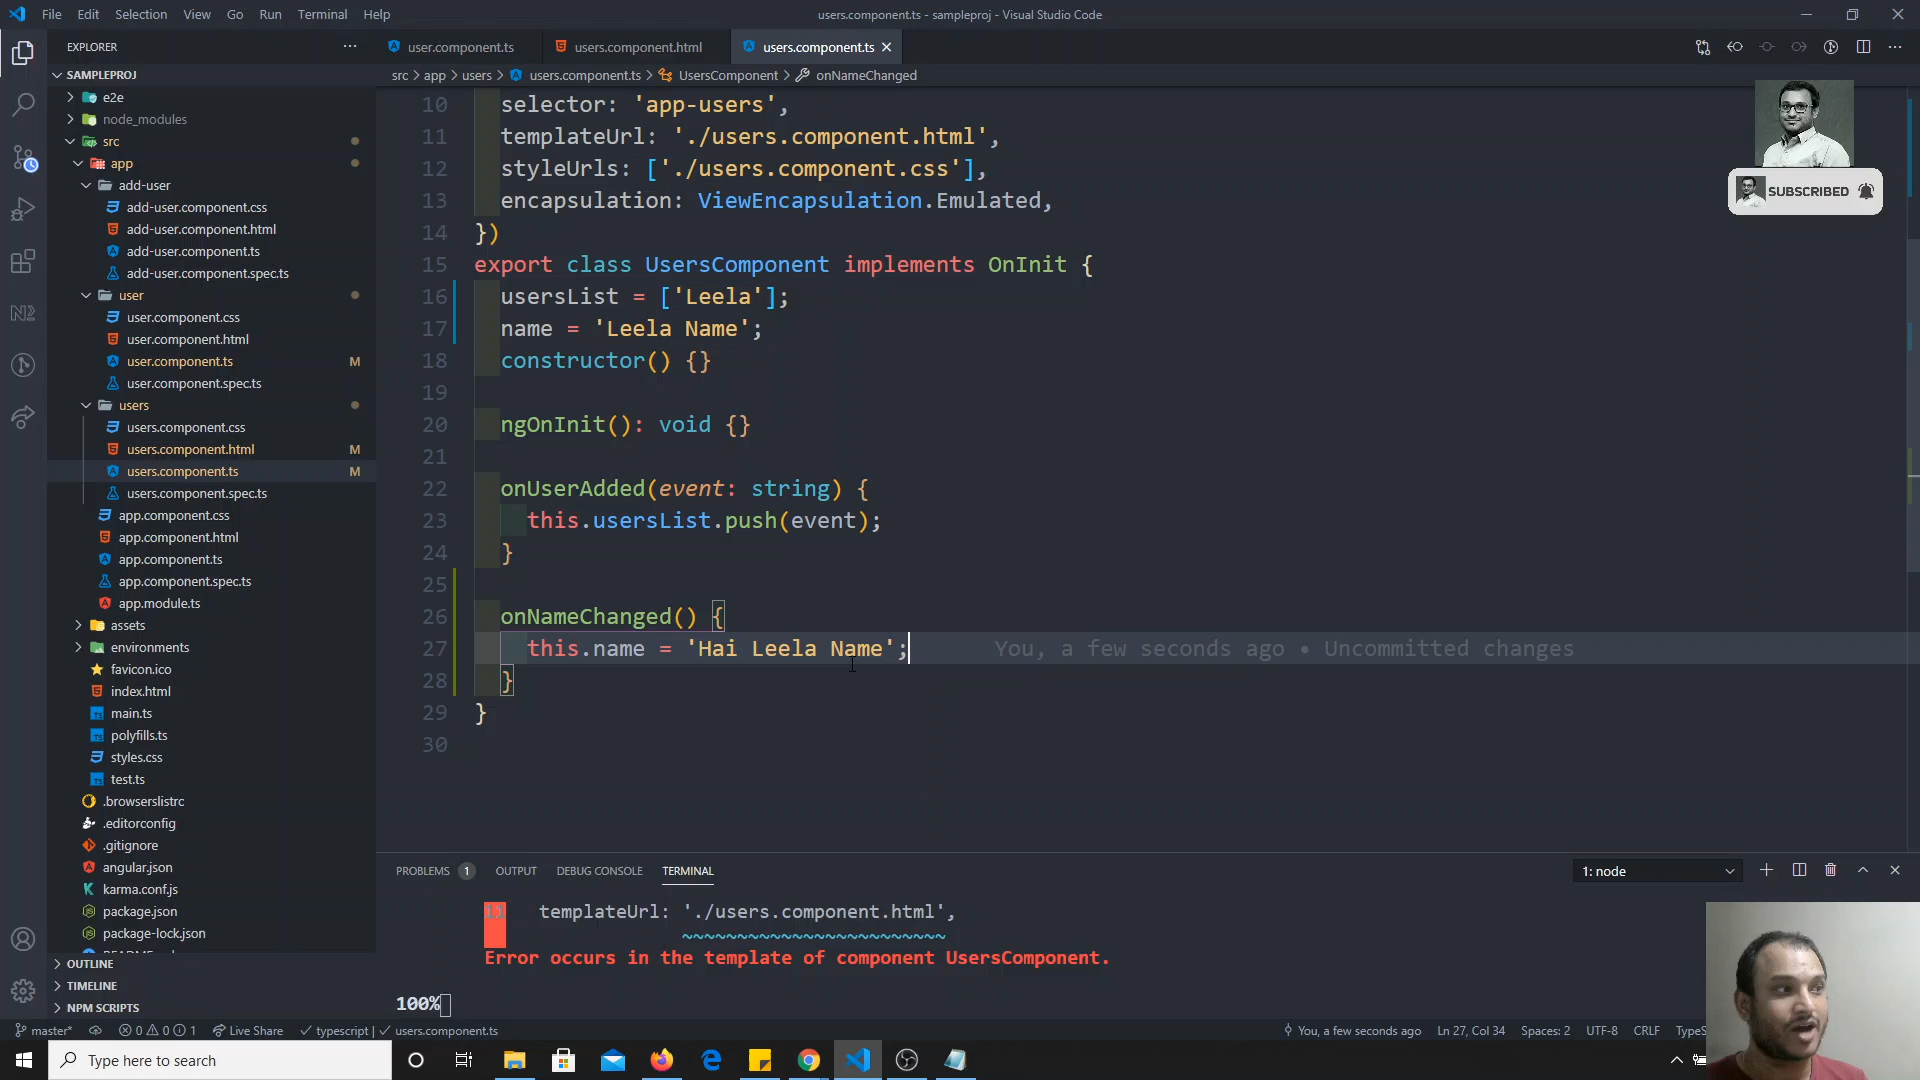 File Edit Selection View Go Run Terminal Help
users.component.ts - sampleproj - Visual Studio Code
EXPLORER
user.component.ts
users.component.html
users.component.ts
SAMPLEPROJ
src > app > users > users.component.ts > UsersComponent > onNameChanged
e2e
node_modules
src
app
add-user
add-user.component.css
add-user.component.html
add-user.component.ts
add-user.component.spec.ts
user
user.component.css
user.component.html
user.component.ts M
user.component.spec.ts
users
users.component.css
users.component.html M
users.component.ts M
users.component.spec.ts
app.component.css
app.component.html
app.component.ts
app.component.spec.ts
app.module.ts
assets
environments
favicon.ico
index.html
main.ts
polyfills.ts
styles.css
test.ts
.browserslistrc
.editorconfig
.gitignore
angular.json
karma.conf.js
package.json
package-lock.json
OUTLINE
TIMELINE
NPM SCRIPTS
10 selector: 'app-users',
11 templateUrl: './users.component.html',
12 styleUrls: ['./users.component.css'],
13 encapsulation: ViewEncapsulation.Emulated,
14 })
15 export class UsersComponent implements OnInit {
16 usersList = ['Leela'];
17 name = 'Leela Name';
18 constructor() {}
19
20 ngOnInit(): void {}
21
22 onUserAdded(event: string) {
23 this.usersList.push(event);
24 }
25
26 onNameChanged() {
27 this.name = 'Hai Leela Name'; You, a few seconds ago • Uncommitted changes
28 }
29 }
30
SUBSCRIBED
PROBLEMS 1 OUTPUT DEBUG CONSOLE TERMINAL
1: node
11 templateUrl: './users.component.html',
~~~~~~~~~~~~~~~~~~~~~~~~
Error occurs in the template of component UsersComponent.
100%
master* 0 0 1 Live Share typescript | users.component.ts
You, a few seconds ago Ln 27, Col 34 Spaces: 2 UTF-8 CRLF
Type here to search